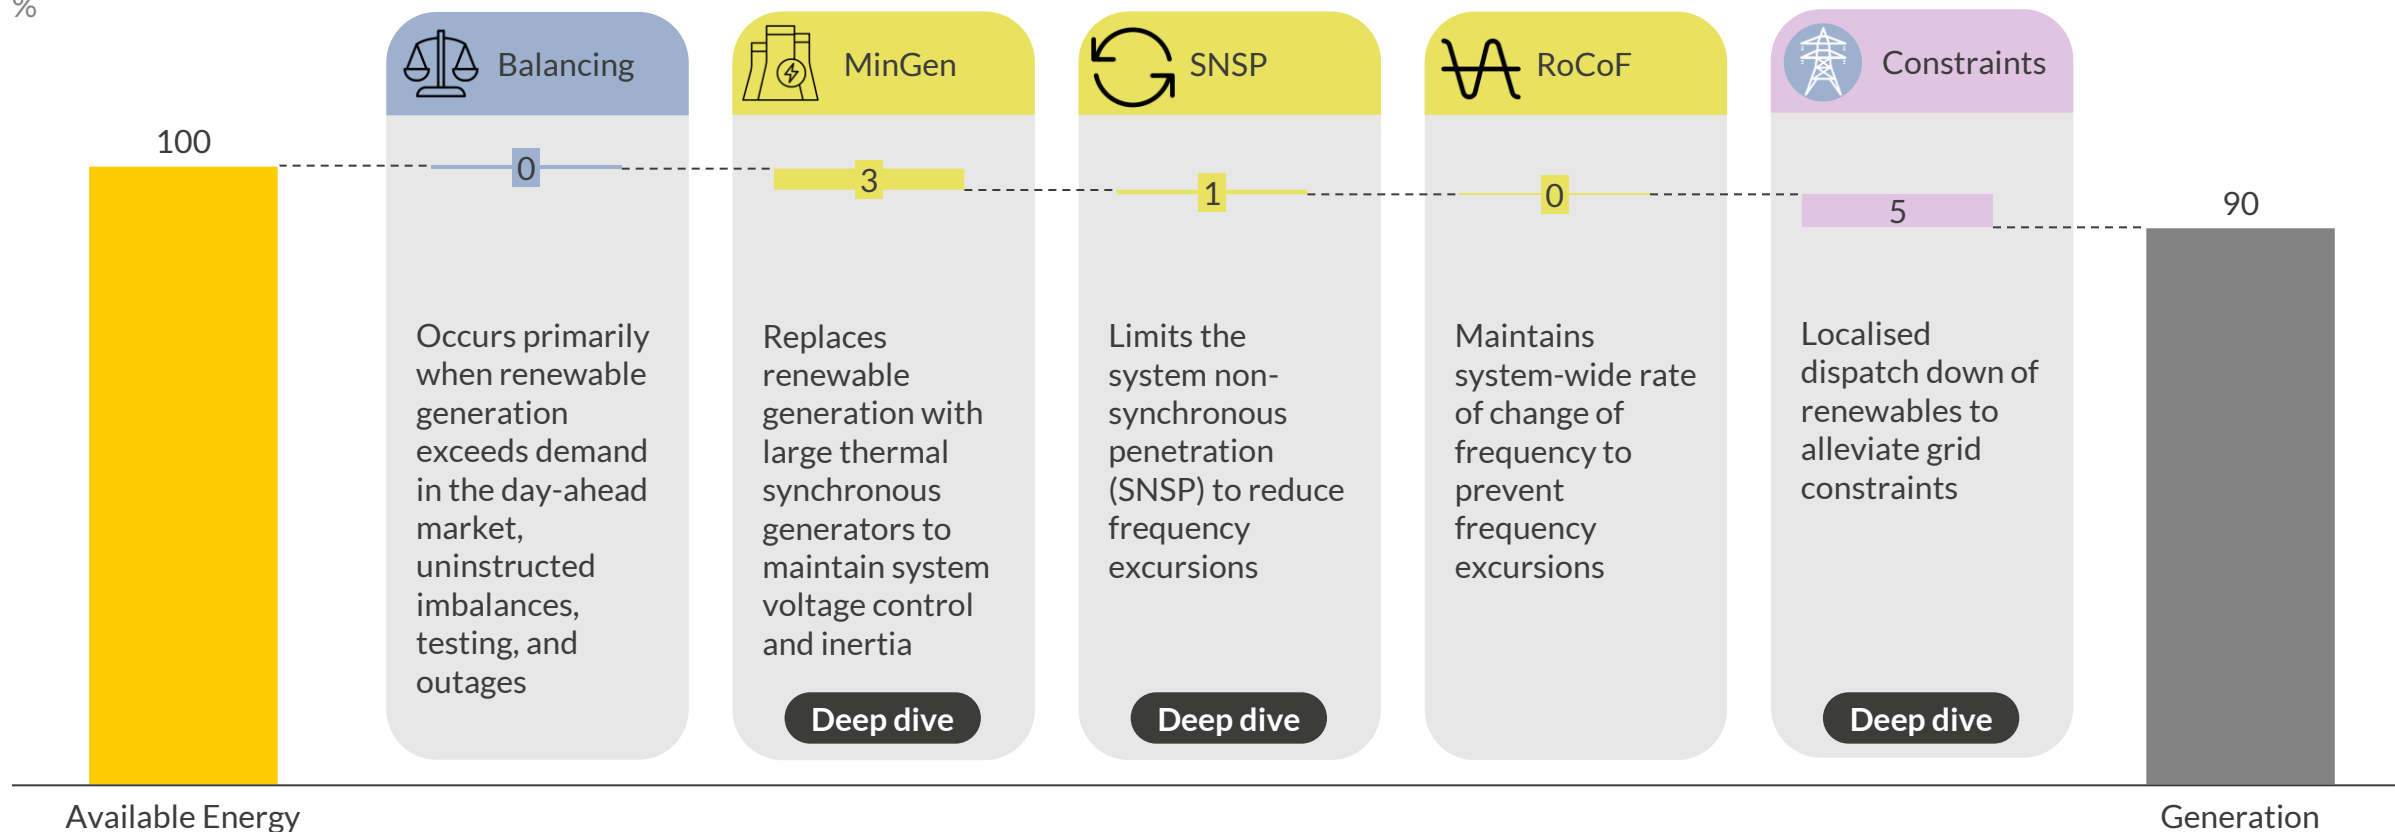 %
Balancing
MinGen
SNSP
RoCoF
Constraints
100
0
3
1
0
5
90
Occurs primarily
when renewable
generation
exceeds demand
in the day-ahead
market,
uninstructed
imbalances,
testing, and
outages
Replaces
renewable
generation with
large thermal
synchronous
generators to
maintain system
voltage control
and inertia
Deep dive
Limits the
system non-
synchronous
penetration
(SNSP) to reduce
frequency
excursions
Deep dive
Maintains
system-wide rate
of change of
frequency to
prevent
frequency
excursions
Localised
dispatch down of
renewables to
alleviate grid
constraints
Deep dive
Available Energy
Generation